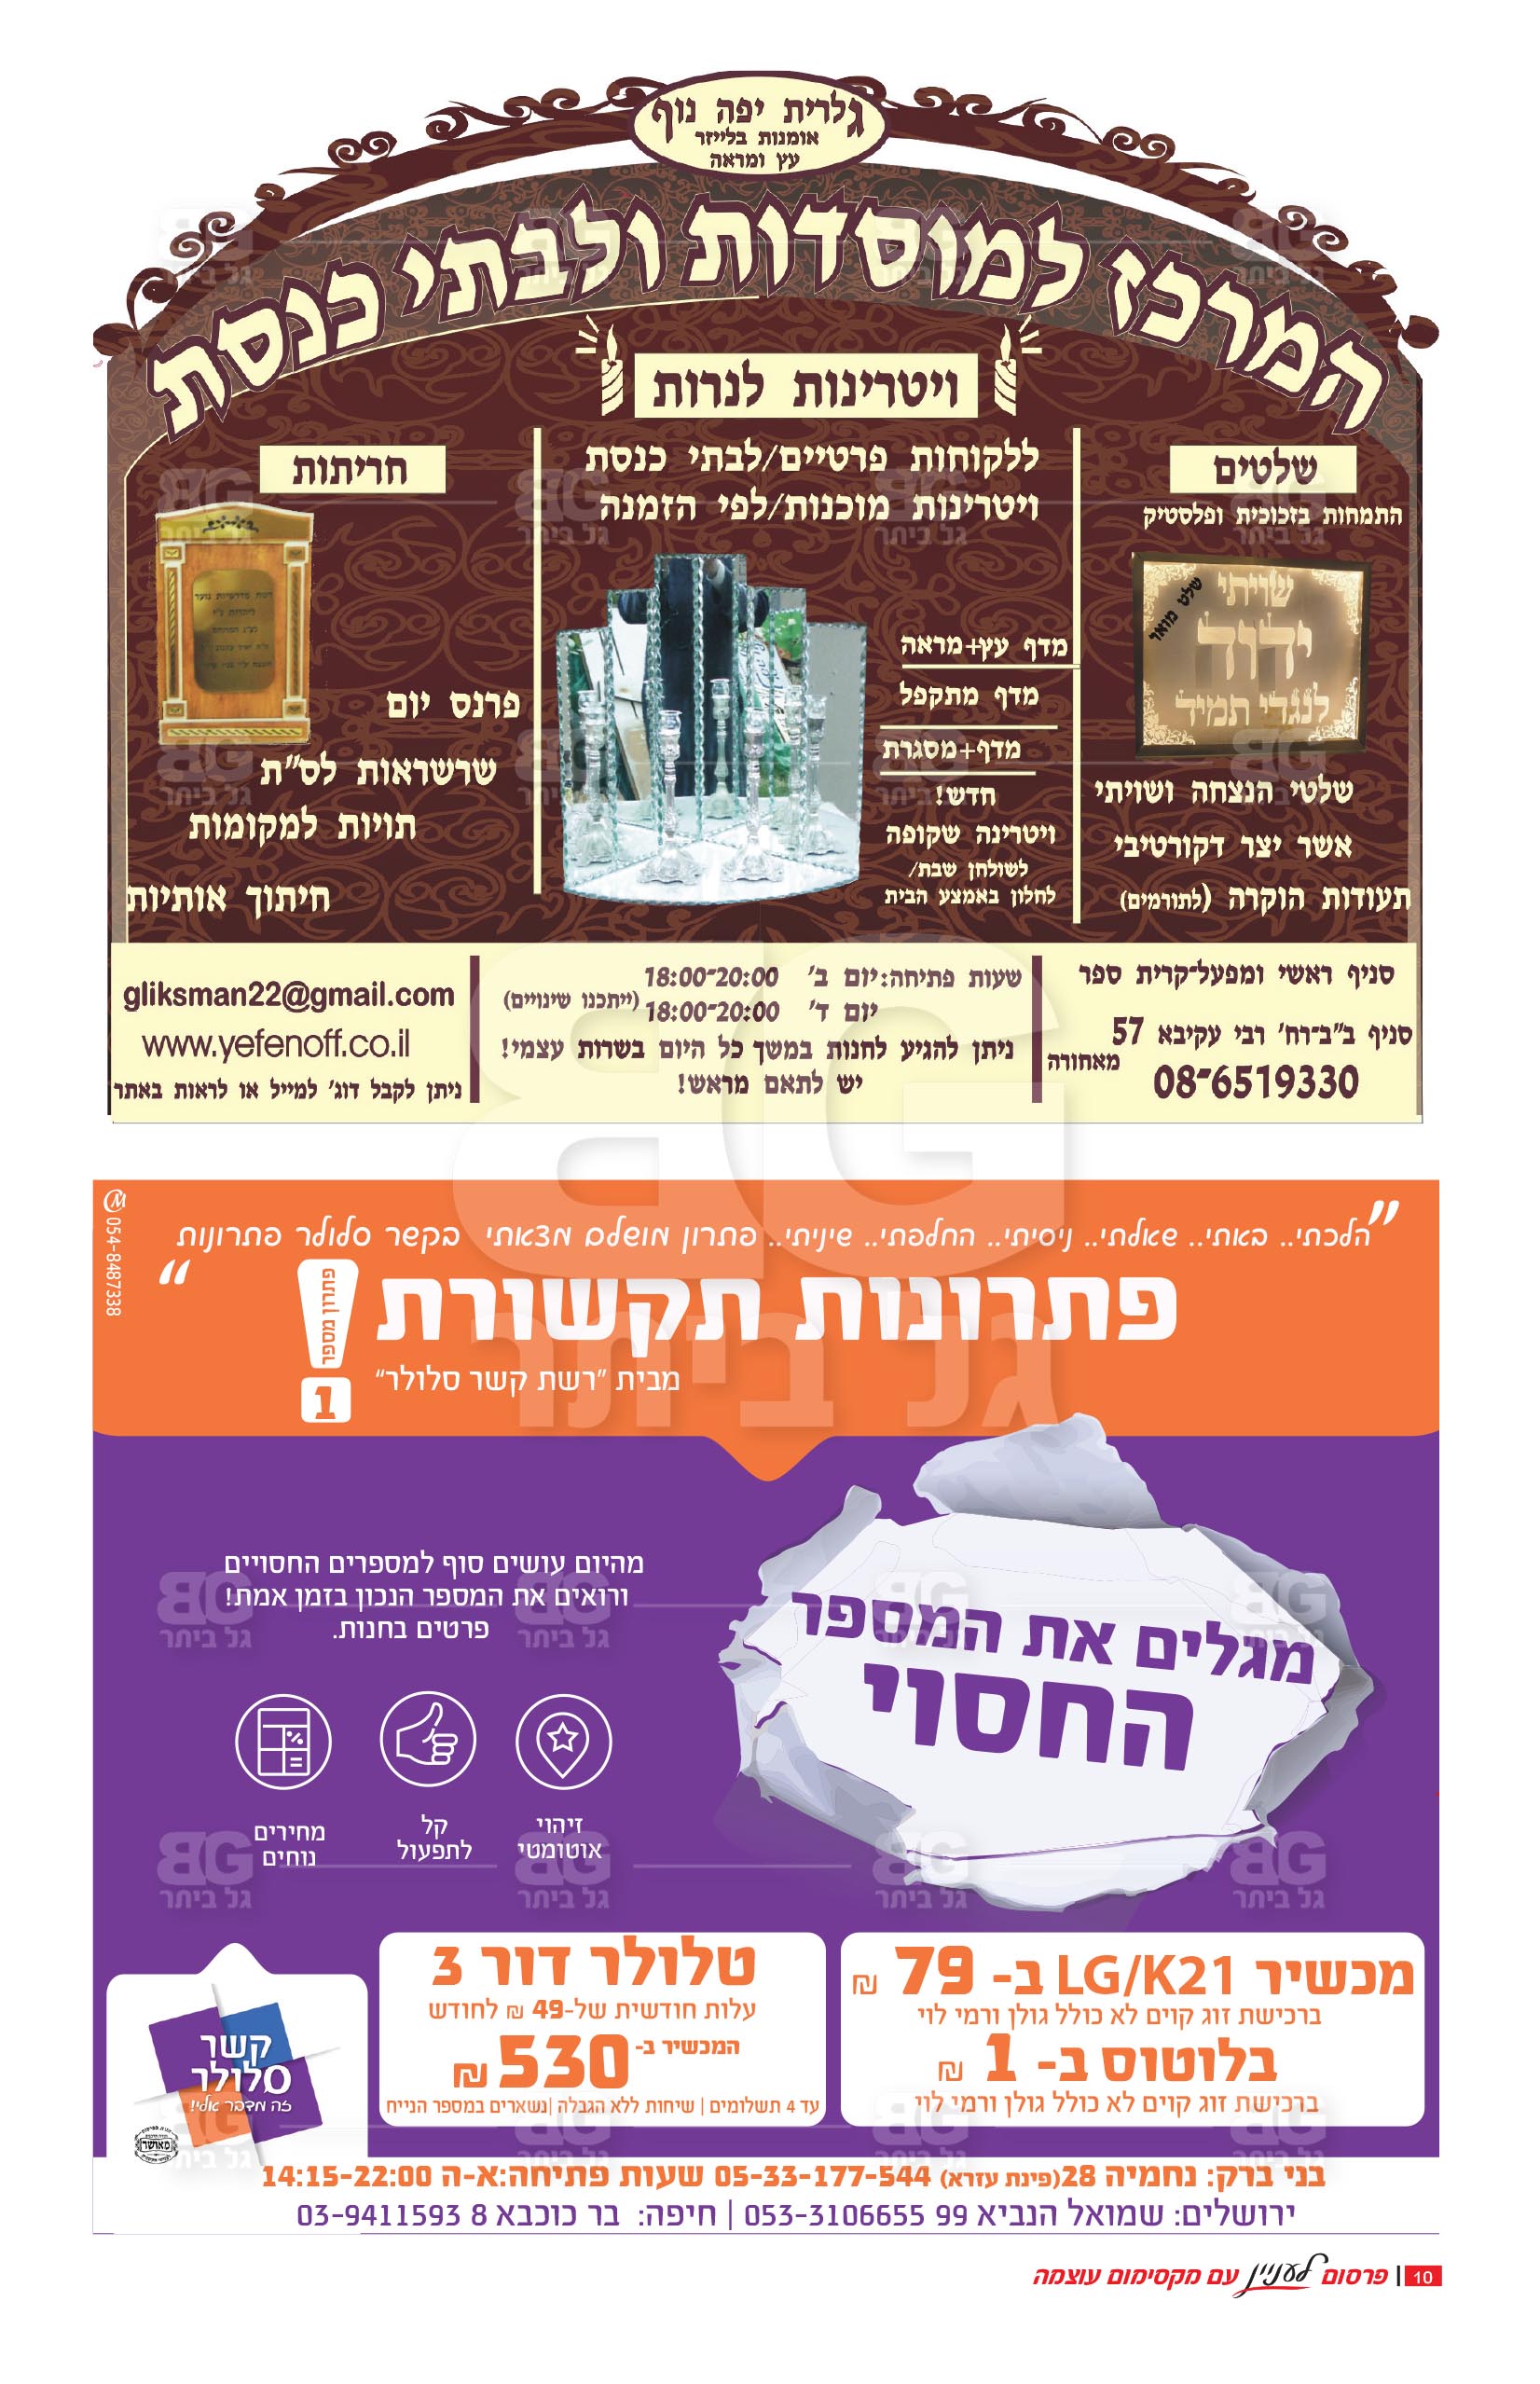 גלרית יפה נוף
אומנות בלייזר
עץ ומראה
המרכז למוסדות ולבתי כנסת
שלטים
התמחות בזכוכית ופלסטיק
שלט מואר
שויתי
יהוה
לנגדי תמיד
שלטי הנצחה ושויתי
אשר יצר דקורטיבי
תעודות הוקרה (לתורמים)
ויטרינות לנרות
ללקוחות פרטיים/לבתי כנסת
ויטרינות מוכנות/לפי הזמנה
מדף עץ+מראה
מדף מתקפל
מדף+מסגרת
חדש!
ויטרינה שקופה
לשולחן שבת/
לחלון באמצע הבית
חריתות
פרנס יום
שרשראות לס"ת
תויות למקומות
חיתוך אותיות
סניף ראשי ומפעל-קרית ספר
סניף ב"ב-רח' רבי עקיבא 57
מאחורה
08-6519330
שעות פתיחה: יום ב' 18:00-20:00
יום ד' 18:00-20:00
(ייתכנו שינויים)
ניתן להגיע לחנות במשך כל היום בשרות עצמי!
יש לתאם מראש!
gliksman22@gmail.com
www.yefenoff.co.il
ניתן לקבל דוג' למייל או לראות באתר
BG
גל ביתר
054-8487338
"הלכתי.. באתי.. שאלתי.. ניסיתי.. החלפתי.. שיניתי.. פתרון מושלם מצאתי בקשר סלולר פתרונות"
פתרונות תקשורת
פתרון מספר
1
מבית "רשת קשר סלולר"
מגלים את המספר
החסוי
מהיום עושים סוף למספרים החסויים
ורואים את המספר הנכון בזמן אמת!
פרטים בחנות.
זיהוי
אוטומטי
קל
לתפעול
מחירים
נוחים
מכשיר LG/K21 ב- 79 ₪
ברכישת זוג קוים לא כולל גולן ורמי לוי
בלוטוס ב- 1 ₪
ברכישת זוג קוים לא כולל גולן ורמי לוי
טלולר דור 3
עלות חודשית של-49 ₪ לחודש
המכשיר ב- 530 ₪
עד 4 תשלומים | שיחות ללא הגבלה |נשארים במספר הנייח
קשר
סלולר
זה מדבר אלי!
מאושר
בני ברק: נחמיה 28(פינת עזרא) 05-33-177-544 שעות פתיחה:א-ה 14:15-22:00
ירושלים: שמואל הנביא 99 053-3106655 | חיפה: בר כוכבא 8 03-9411593
10 | פרסום לעניין עם מקסימום עוצמה